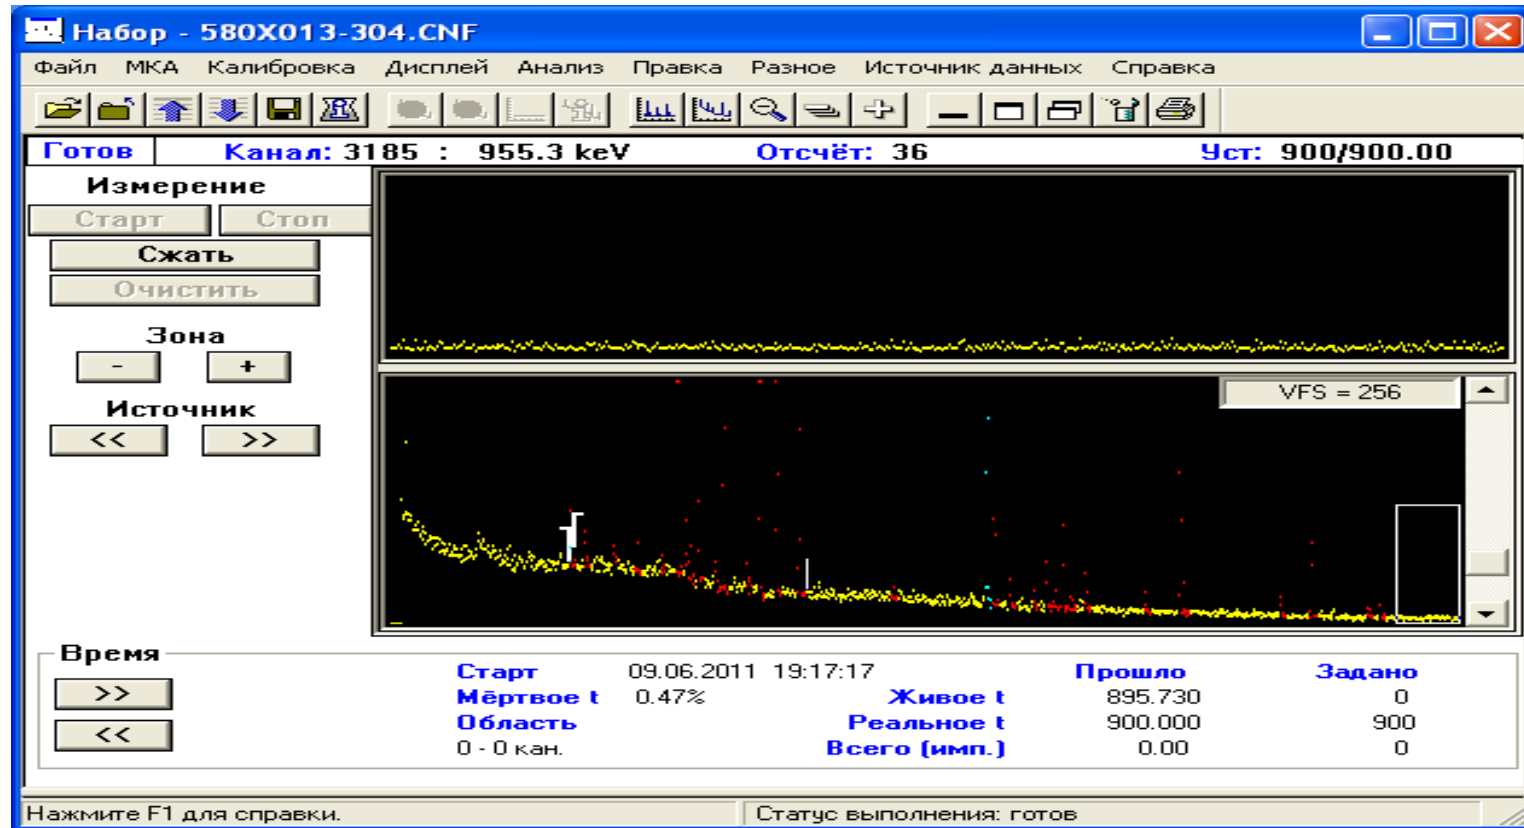 Набор - 580X013-304.CNF
Файл МКА Калибровка Дисплей Анализ Правка Разное Источник данных Справка
Готов Канал: 3185 : 955.3 keV Отсчёт: 36 Уст: 900/900.00
Измерение
Старт Стоп
Сжать
Очистить
Зона
- +
Источник
<< >>
VFS = 256
Время
>>
<<
Старт 09.06.2011 19:17:17 Прошло Задано
Мёртвое t 0.47% Живое t 895.730 0
Область Реальное t 900.000 900
0 - 0 кан. Всего (имп.) 0.00 0
Нажмите F1 для справки. Статус выполнения: готов